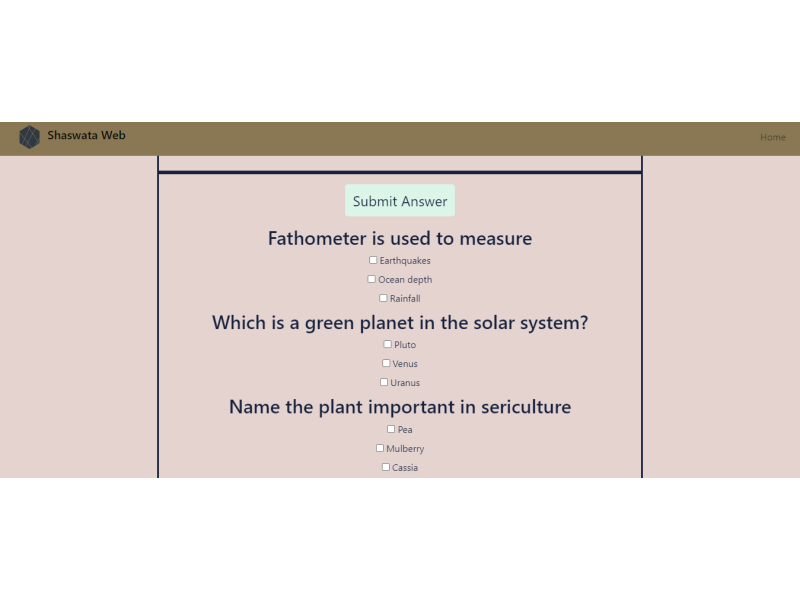 Shaswata Web
Home
Submit Answer
Fathometer is used to measure
Earthquakes
Ocean depth
Rainfall
Which is a green planet in the solar system?
Pluto
Venus
Uranus
Name the plant important in sericulture
Pea
Mulberry
Cassia